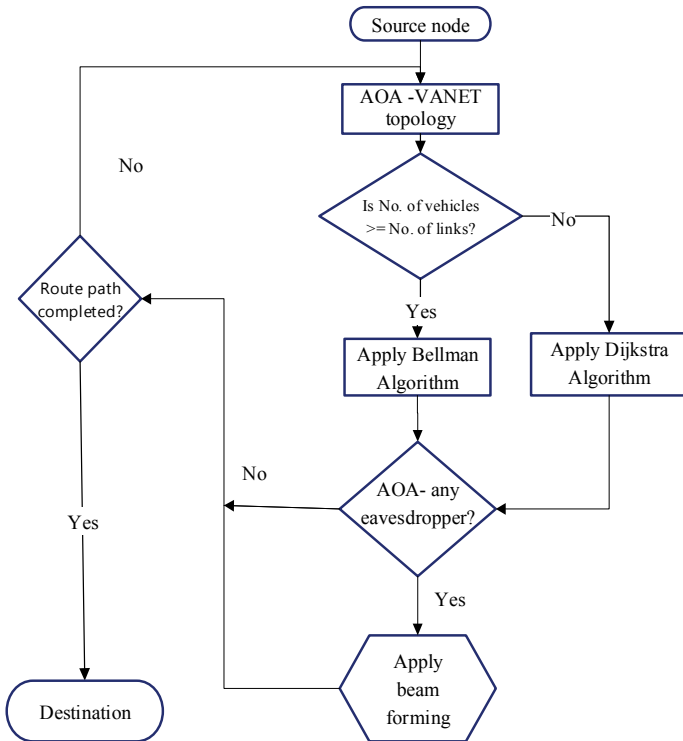 Source node
AOA -VANET
topology
No
Is No. of vehicles
>= No. of links?
No
Route path
completed?
Yes
Apply Bellman
Algorithm
Apply Dijkstra
Algorithm
No
AOA- any
eavesdropper?
Yes
Yes
Apply
beam
forming
Destination